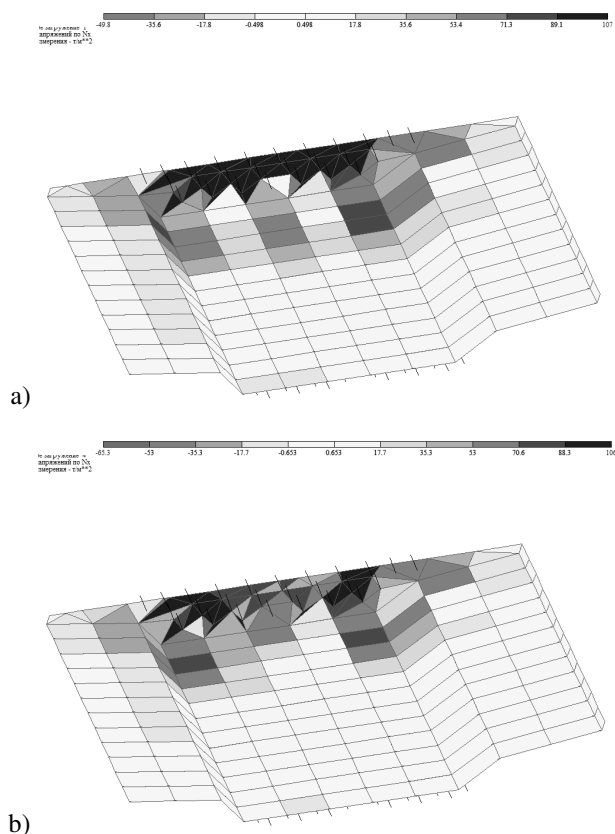 -49.8 -35.6 -17.8 -0.498 0.498 17.8 35.6 53.4 71.3 89.1 107
апряжений по Nx
змерения - т/м**2
a)
-65.3 -53 -35.3 -17.7 -0.653 0.653 17.7 35.3 53 70.6 88.3 106
апряжений по Nx
змерения - т/м**2
b)